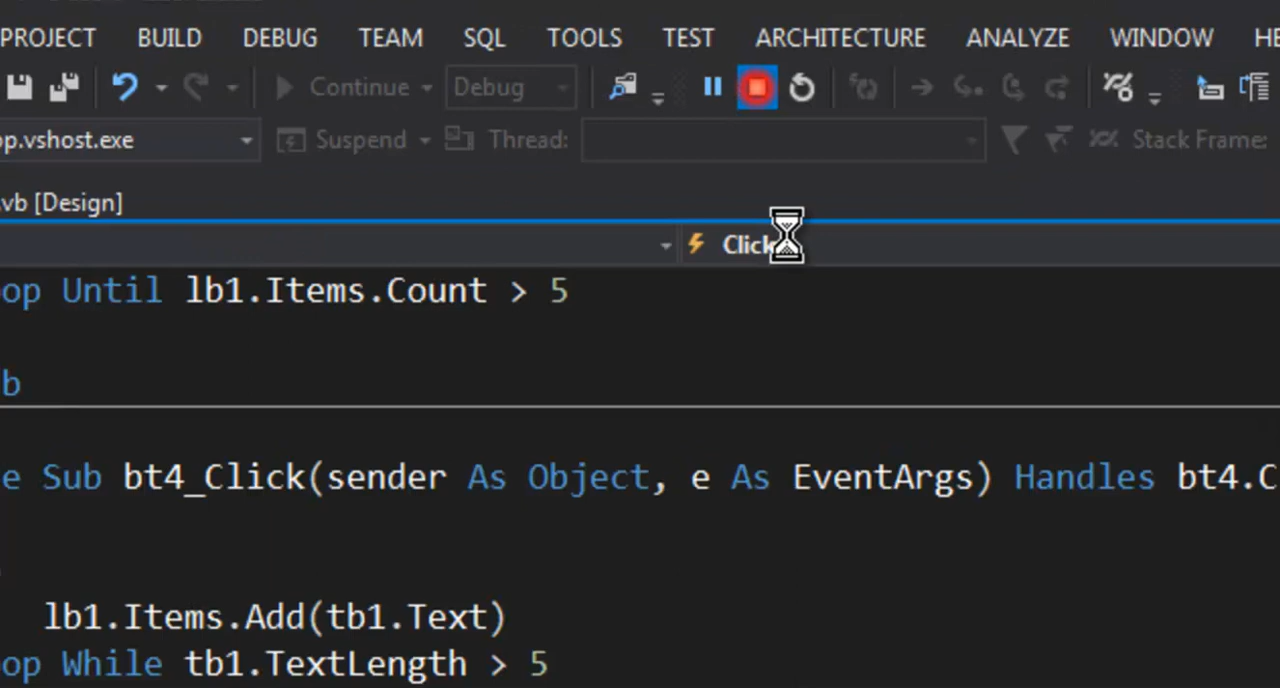 PROJECT BUILD DEBUG TEAM SQL TOOLS TEST ARCHITECTURE ANALYZE WINDOW HE
Continue Debug
op.vshost.exe Suspend Thread: Stack Frame:
.vb [Design]
Click
op Until lb1.Items.Count > 5
b
e Sub bt4_Click(sender As Object, e As EventArgs) Handles bt4.C
lb1.Items.Add(tb1.Text)
op While tb1.TextLength > 5